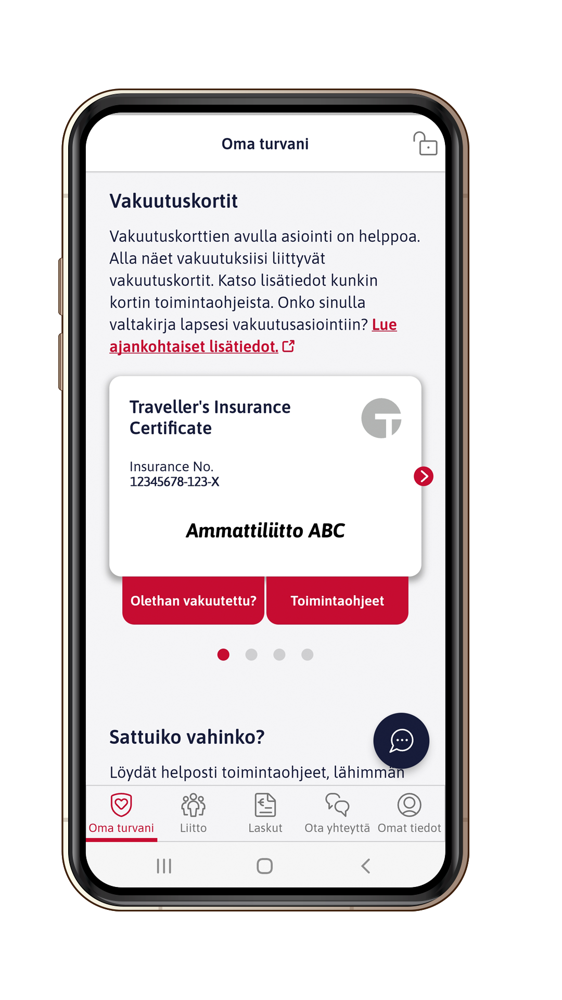 Oma turvani
Vakuutuskortit
Vakuutuskorttien avulla asiointi on helppoa.
Alla näet vakuutuksiisi liittyvät
vakuutuskortit. Katso lisätiedot kunkin
kortin toimintaohjeista. Onko sinulla
valtakirja lapsesi vakuutusasiointiin? Lue
ajankohtaiset lisätiedot.
Traveller's Insurance
Certificate
Insurance No.
12345678-123-X
Ammattiliitto ABC
Olethan vakuutettu? Toimintaohjeet
Sattuiko vahinko?
Löydät helposti toimintaohjeet, lähimmän
Oma turvani Liitto Laskut Ota yhteyttä Omat tiedot